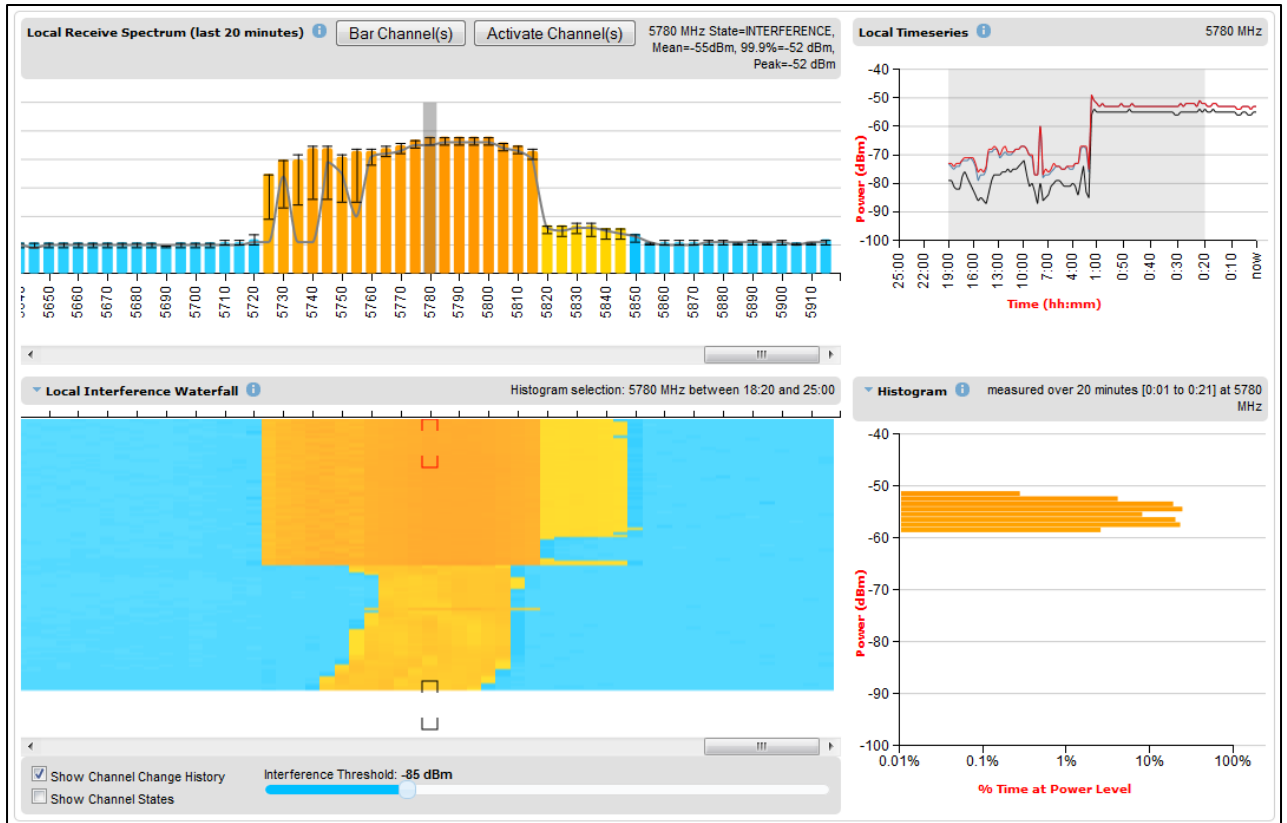 Local Receive Spectrum (last 20 minutes) i Bar Channel(s) Activate Channel(s) 5780 MHz State=INTERFERENCE,
Mean=-55dBm, 99.9%=-52 dBm,
Peak=-52 dBm
5650 5660 5670 5680 5690 5700 5710 5720 5730 5740 5750 5760 5770 5780 5790 5800 5810 5820 5830 5840 5850 5860 5870 5880 5890 5900 5910
Local Timeseries i 5780 MHz
-40
-50
-60
-70
-80
-90
-100
Power (dBm)
25:00 22:00 19:00 16:00 13:00 10:00 7:00 4:00 1:00 0:50 0:40 0:30 0:20 0:10 now
Time (hh:mm)
Local Interference Waterfall i Histogram selection: 5780 MHz between 18:20 and 25:00
Show Channel Change History
Show Channel States
Interference Threshold: -85 dBm
Histogram i measured over 20 minutes [0:01 to 0:21] at 5780
MHz
-40
-50
-60
-70
-80
-90
-100
Power (dBm)
0.01% 0.1% 1% 10% 100%
% Time at Power Level